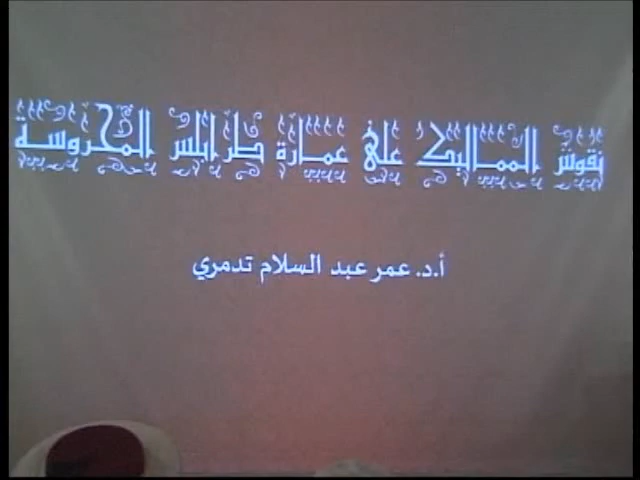 نقوش المماليك على عمارة طرابلس المحروسة
أ.د. عمر عبد السلام تدمري